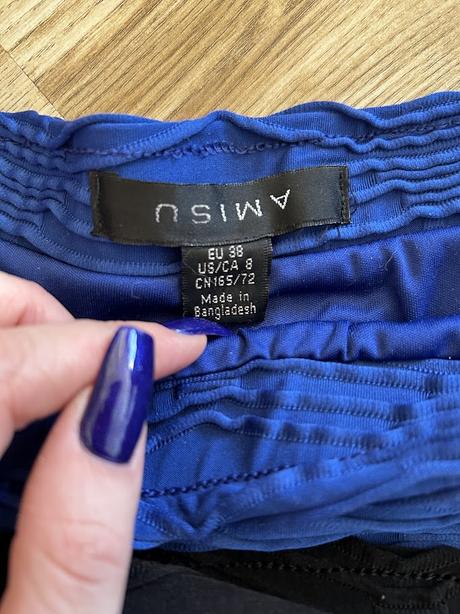 AMISU
EU 38
US/CA 8
CN165/72
Made in
Bangladesh